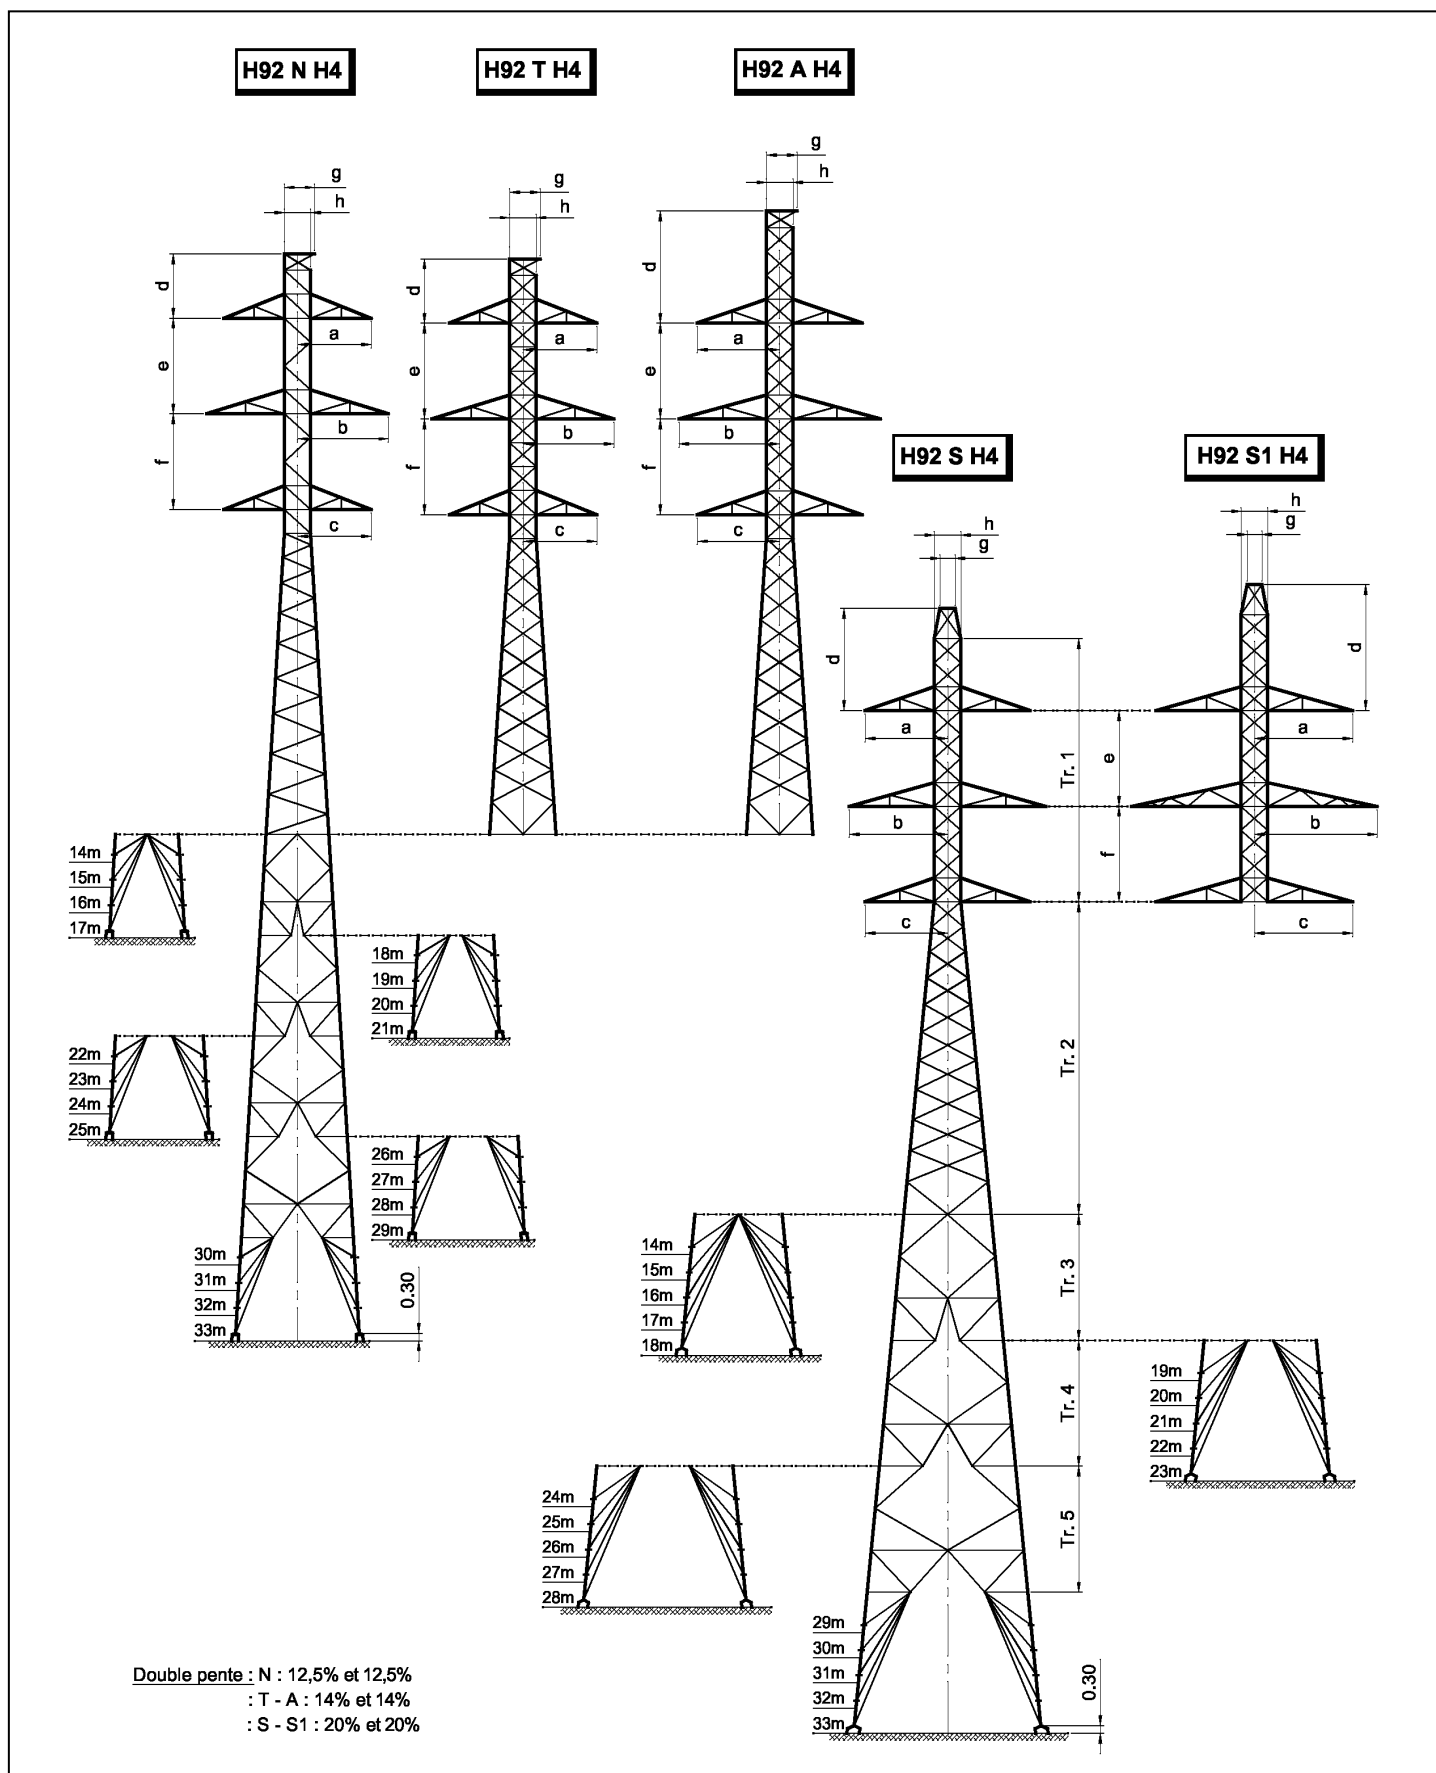 H92 N H4
H92 T H4
H92 A H4
g
h
d
e
f
a
b
c
g
h
d
e
f
a
b
c
g
h
d
e
f
a
b
c
H92 S H4
H92 S1 H4
h
g
d
a
b
c
Tr. 1
Tr. 2
Tr. 3
Tr. 4
Tr. 5
h
g
d
e
f
a
b
c
14m
15m
16m
17m
18m
19m
20m
21m
22m
23m
24m
25m
26m
27m
28m
29m
30m
31m
32m
33m
0.30
14m
15m
16m
17m
18m
19m
20m
21m
22m
23m
24m
25m
26m
27m
28m
29m
30m
31m
32m
33m
0.30
Double pente : N : 12,5% et 12,5%
: T - A : 14% et 14%
: S - S1 : 20% et 20%